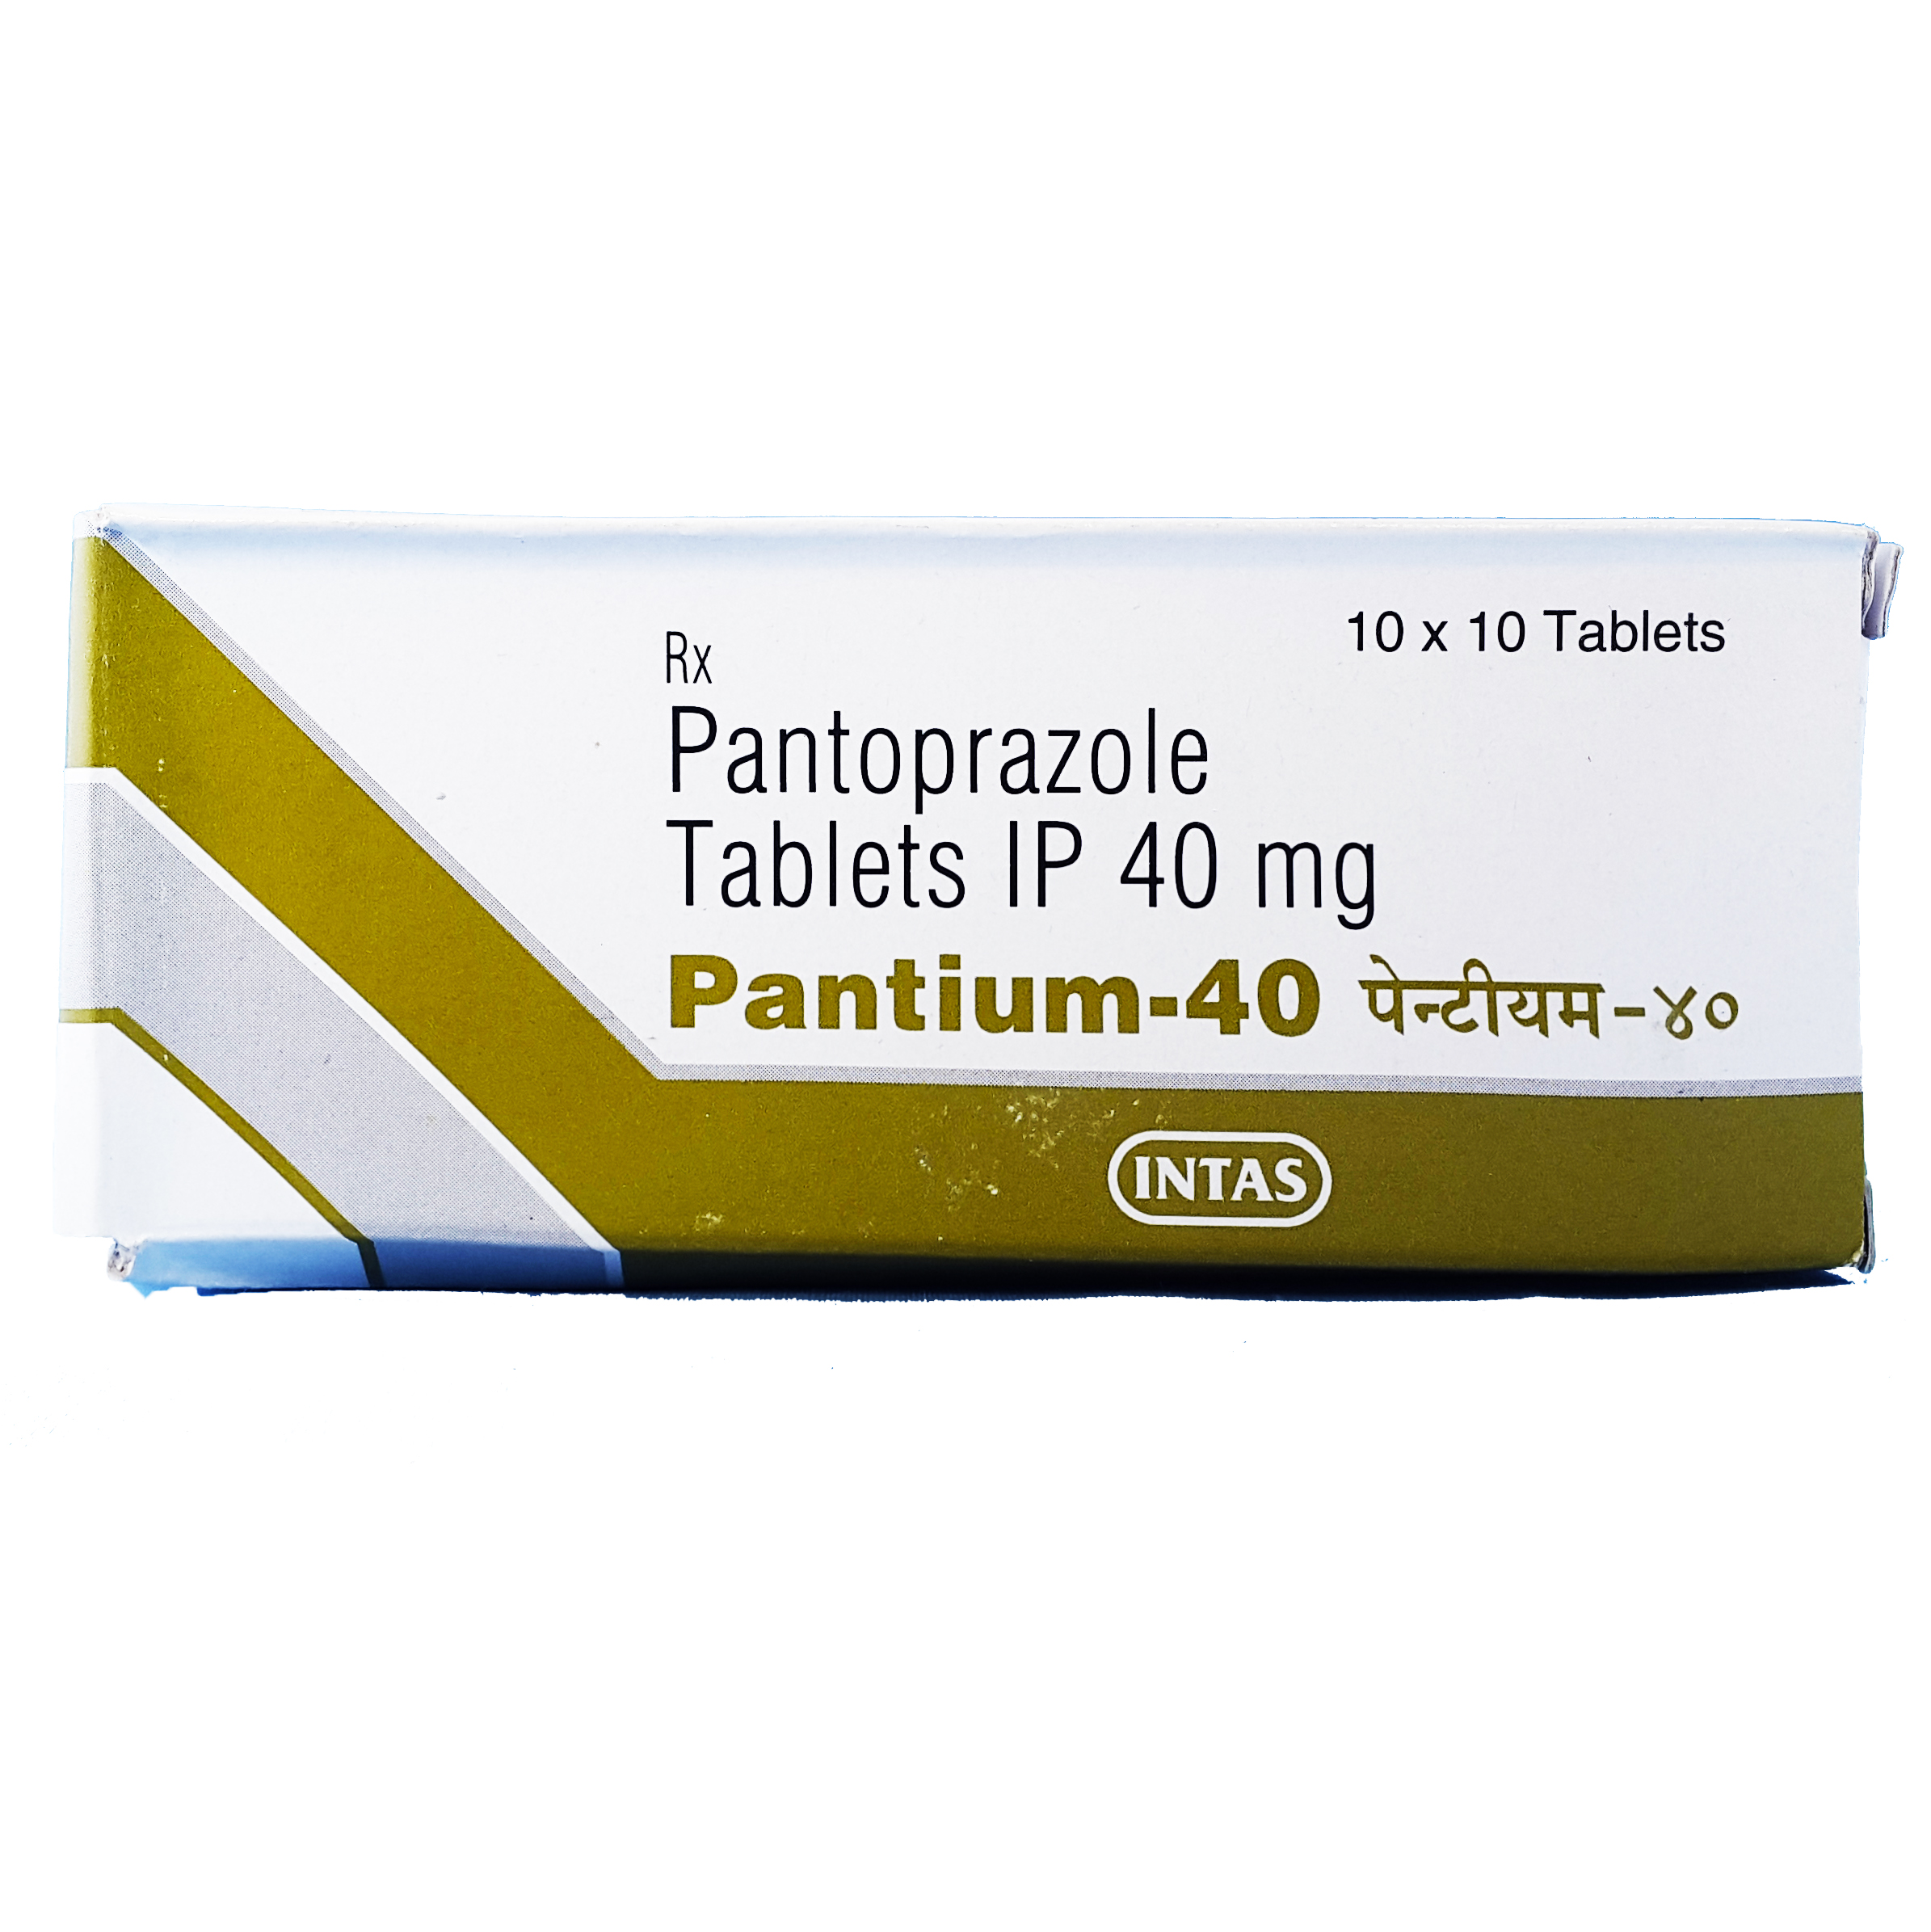 10 x 10 Tablets
Rx
Pantoprazole
Tablets IP 40 mg
Pantium-40 पेन्टीयम-४०
INTAS